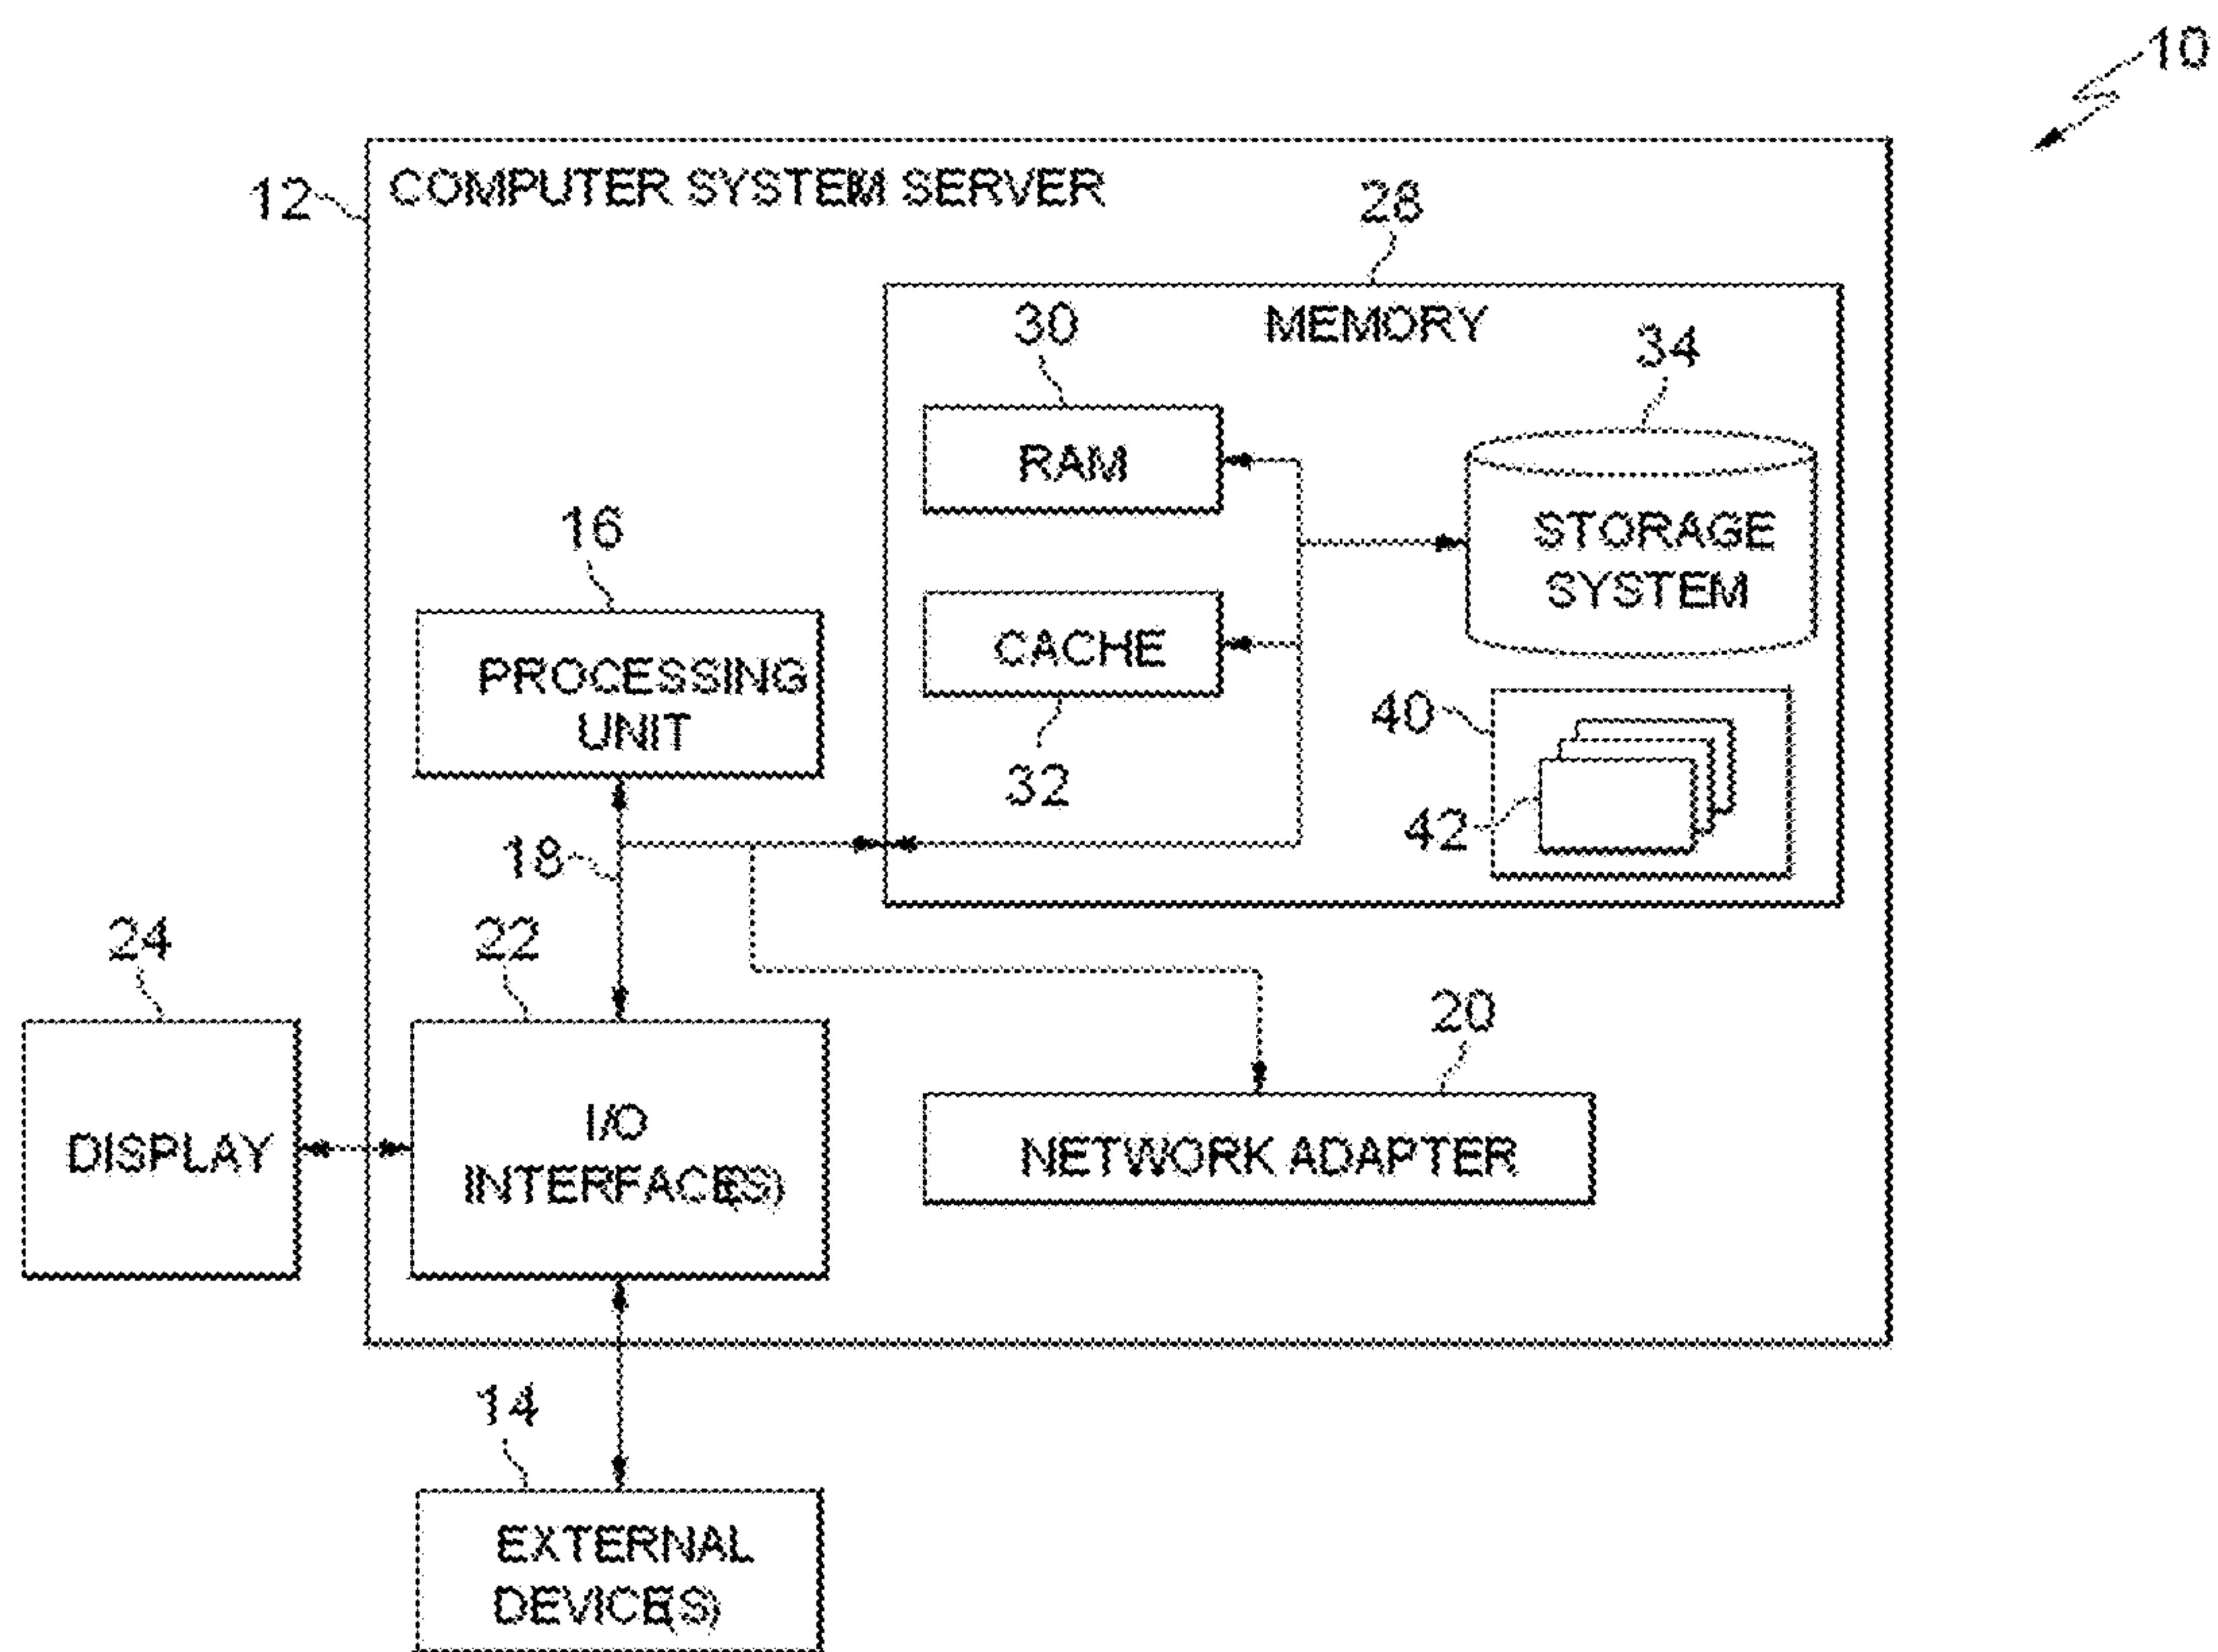 10
12
COMPUTER SYSTEM SERVER
28
MEMORY
30
34
RAM
STORAGE
SYSTEM
16
PROCESSING
UNIT
CACHE
32
40
42
18
24
22
20
DISPLAY
I/O
INTERFACE(S)
NETWORK ADAPTER
14
EXTERNAL
DEVICE(S)